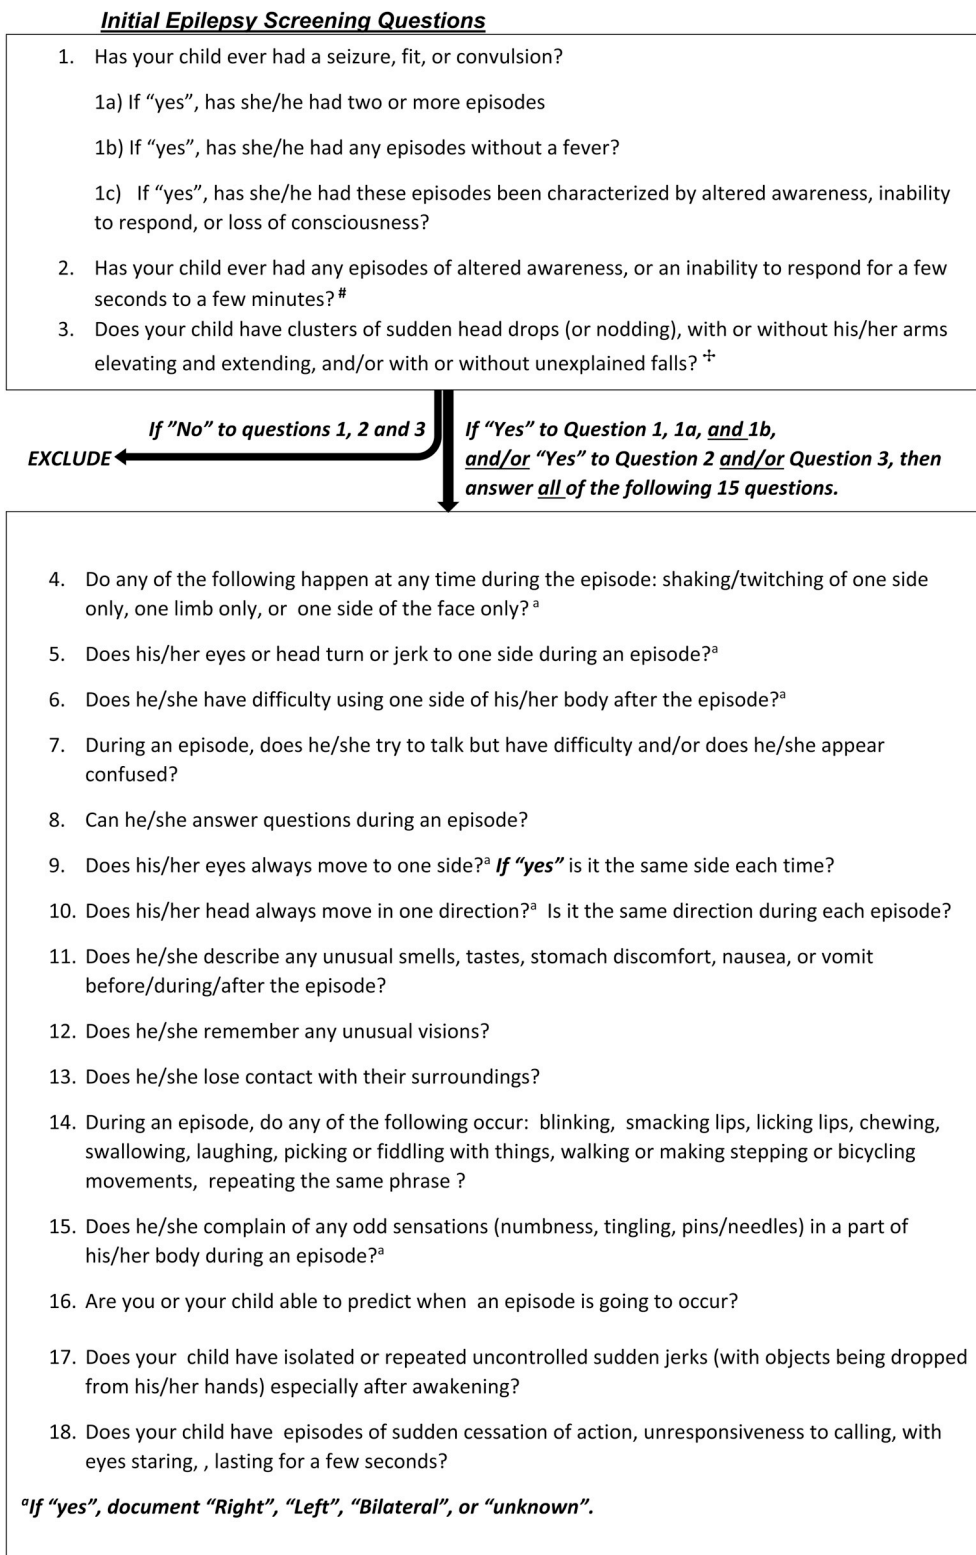 Initial Epilepsy Screening Questions
1. Has your child ever had a seizure, fit, or convulsion?
1a) If “yes”, has she/he had two or more episodes
1b) If “yes”, has she/he had any episodes without a fever?
1c) If “yes”, has she/he had these episodes been characterized by altered awareness, inability
to respond, or loss of consciousness?
2. Has your child ever had any episodes of altered awareness, or an inability to respond for a few
seconds to a few minutes? #
3. Does your child have clusters of sudden head drops (or nodding), with or without his/her arms
elevating and extending, and/or with or without unexplained falls? ✢
If ”No” to questions 1, 2 and 3
EXCLUDE
If “Yes” to Question 1, 1a, and 1b,
and/or “Yes” to Question 2 and/or Question 3, then
answer all of the following 15 questions.
4. Do any of the following happen at any time during the episode: shaking/twitching of one side
only, one limb only, or one side of the face only? a
5. Does his/her eyes or head turn or jerk to one side during an episode?a
6. Does he/she have difficulty using one side of his/her body after the episode?a
7. During an episode, does he/she try to talk but have difficulty and/or does he/she appear
confused?
8. Can he/she answer questions during an episode?
9. Does his/her eyes always move to one side?a If “yes” is it the same side each time?
10. Does his/her head always move in one direction?a Is it the same direction during each episode?
11. Does he/she describe any unusual smells, tastes, stomach discomfort, nausea, or vomit
before/during/after the episode?
12. Does he/she remember any unusual visions?
13. Does he/she lose contact with their surroundings?
14. During an episode, do any of the following occur: blinking, smacking lips, licking lips, chewing,
swallowing, laughing, picking or fiddling with things, walking or making stepping or bicycling
movements, repeating the same phrase ?
15. Does he/she complain of any odd sensations (numbness, tingling, pins/needles) in a part of
his/her body during an episode?a
16. Are you or your child able to predict when an episode is going to occur?
17. Does your child have isolated or repeated uncontrolled sudden jerks (with objects being dropped
from his/her hands) especially after awakening?
18. Does your child have episodes of sudden cessation of action, unresponsiveness to calling, with
eyes staring, , lasting for a few seconds?
aIf “yes”, document “Right”, “Left”, “Bilateral”, or “unknown”.